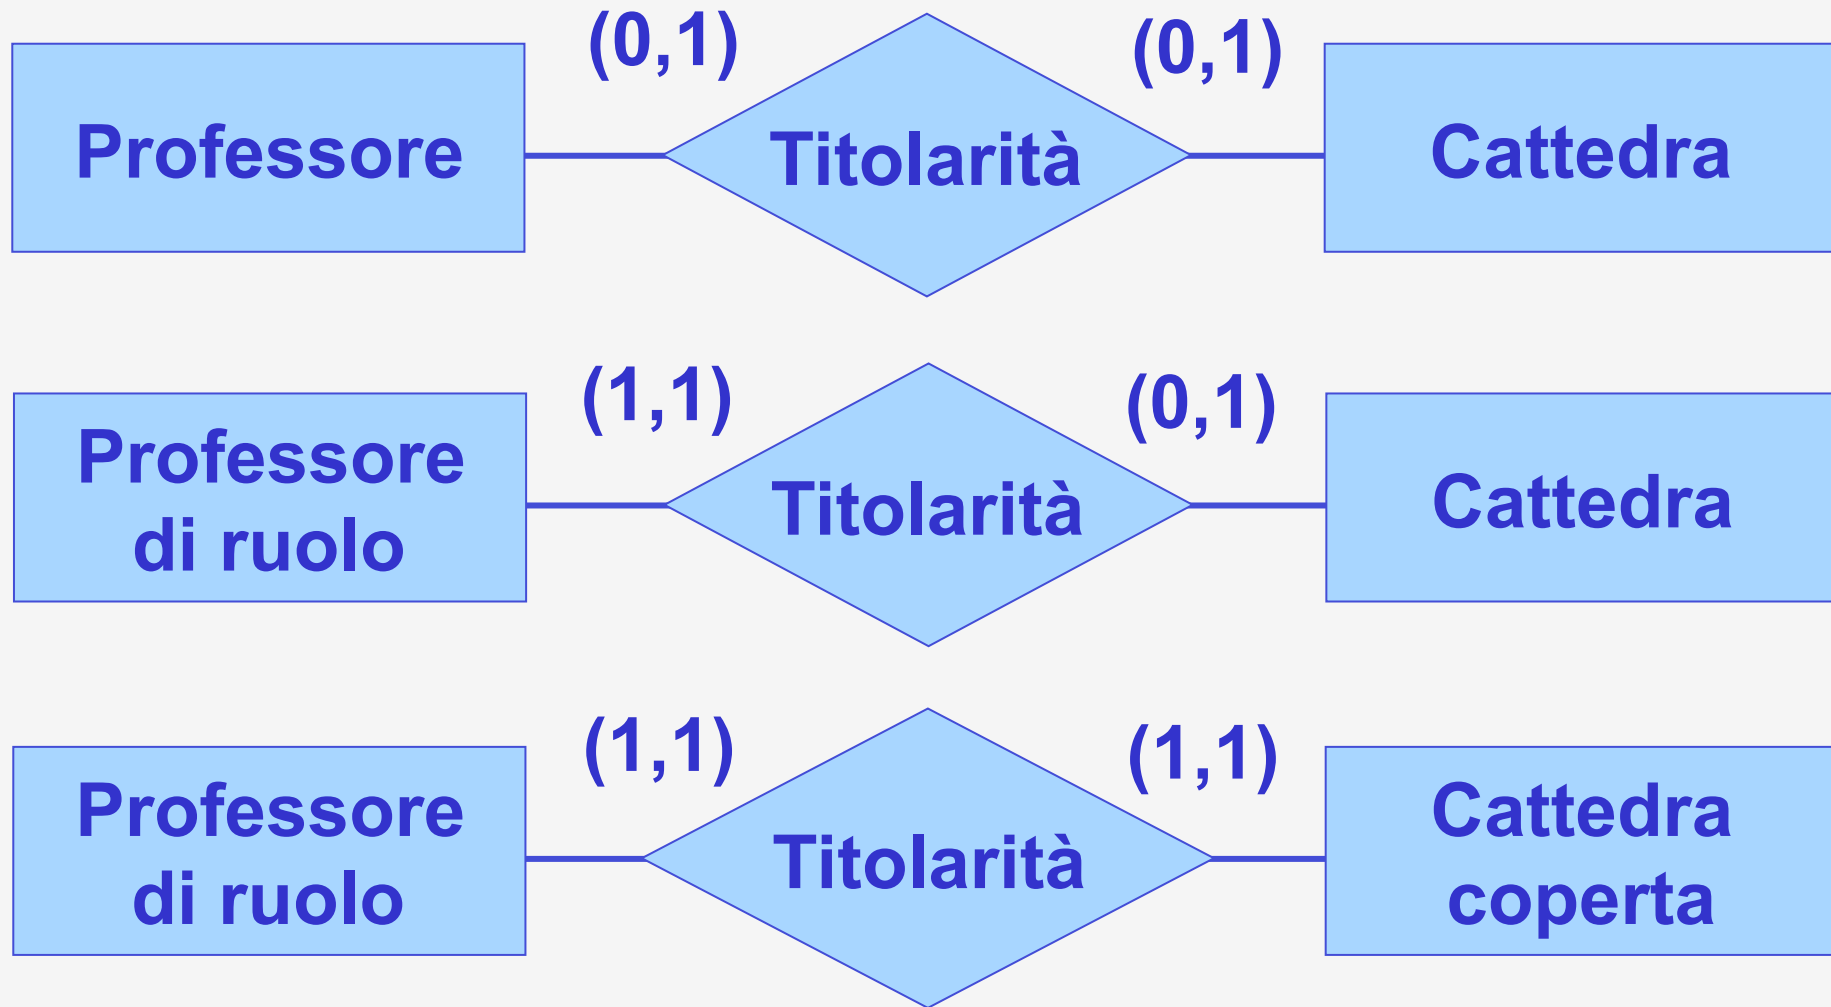 (0,1) (0,1)
Professore Titolarità Cattedra
(1,1) (0,1)
Professore
di ruolo
Titolarità
Cattedra
(1,1) (1,1)
Professore
di ruolo
Titolarità
Cattedra
coperta